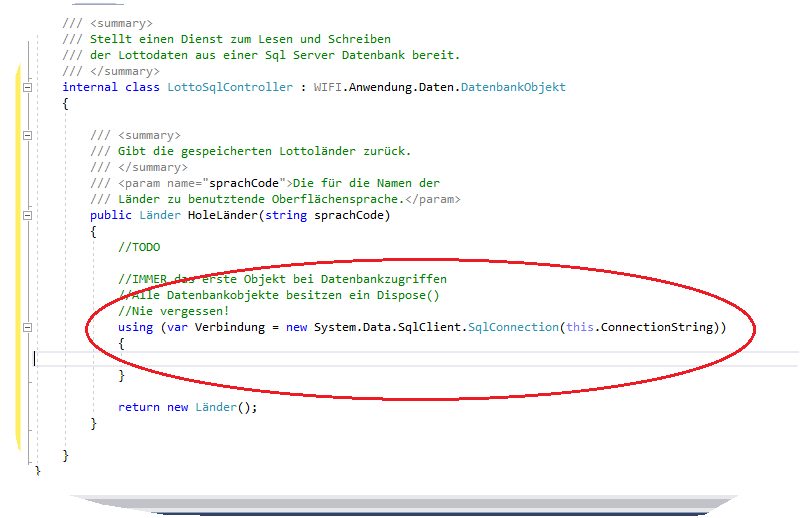 /// <summary>
/// Stellt einen Dienst zum Lesen und Schreiben
/// der Lottodaten aus einer Sql Server Datenbank bereit.
/// </summary>
internal class LottoSqlController : WIFI.Anwendung.Daten.DatenbankObjekt
{
/// <summary>
/// Gibt die gespeicherten Lottoländer zurück.
/// </summary>
/// <param name="sprachCode">Die für die Namen der
/// Länder zu benutztende Oberflächensprache.</param>
public Länder HoleLänder(string sprachCode)
{
//TODO
//IMMER das erste Objekt bei Datenbankzugriffen
//Alle Datenbankobjekte besitzen ein Dispose()
//Nie vergessen!
using (var Verbindung = new System.Data.SqlClient.SqlConnection(this.ConnectionString))
{
}
return new Länder();
}
}
}